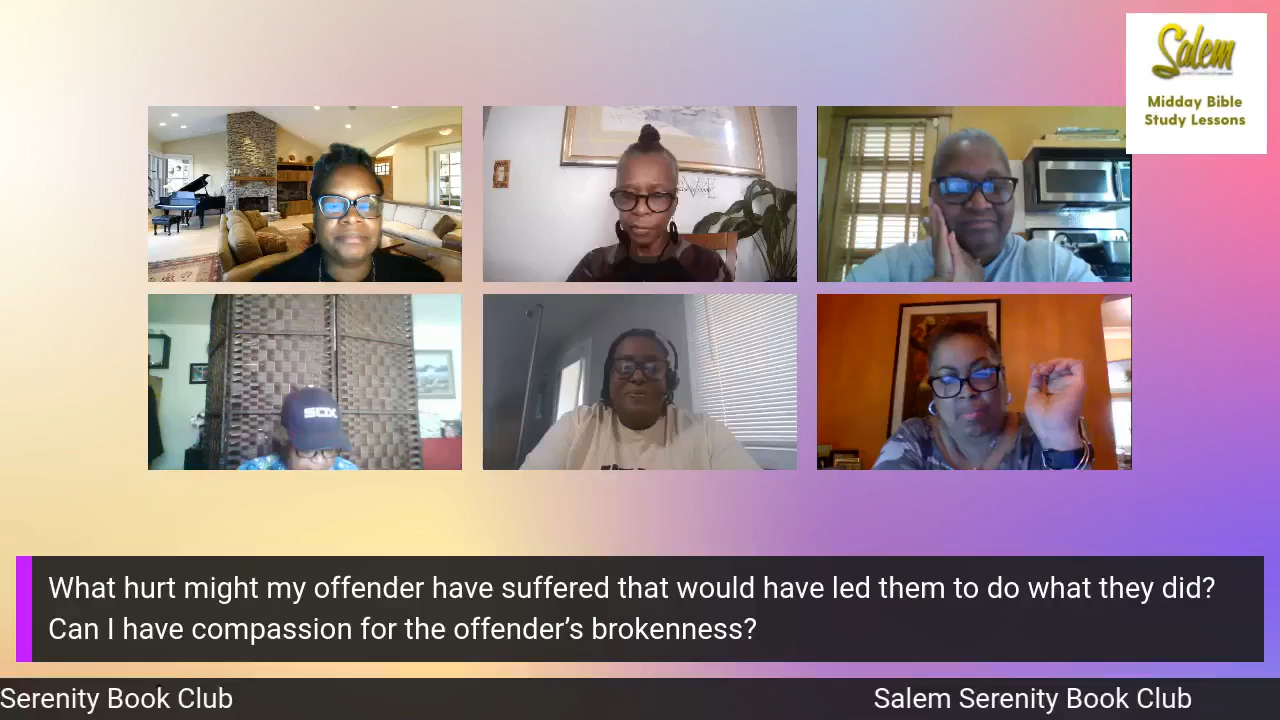 Salem
Midday Bible
Study Lessons
SOX
What hurt might my offender have suffered that would have led them to do what they did?
Can I have compassion for the offender’s brokenness?
Serenity Book Club
Salem Serenity Book Club